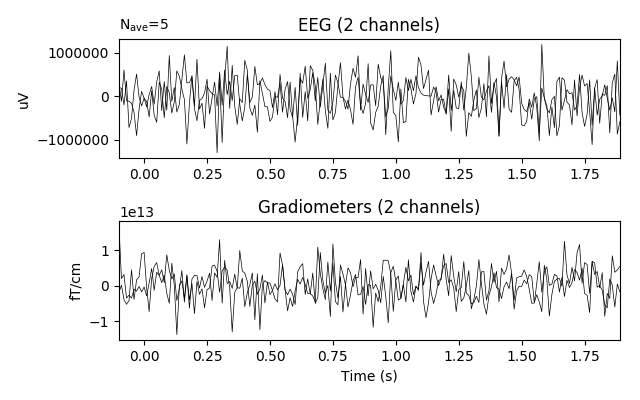 N_ave=5
EEG (2 channels)
1000000
0
−1000000
uV
0.00 0.25 0.50 0.75 1.00 1.25 1.50 1.75
1e13
Gradiometers (2 channels)
1
0
−1
fT/cm
0.00 0.25 0.50 0.75 1.00 1.25 1.50 1.75
Time (s)